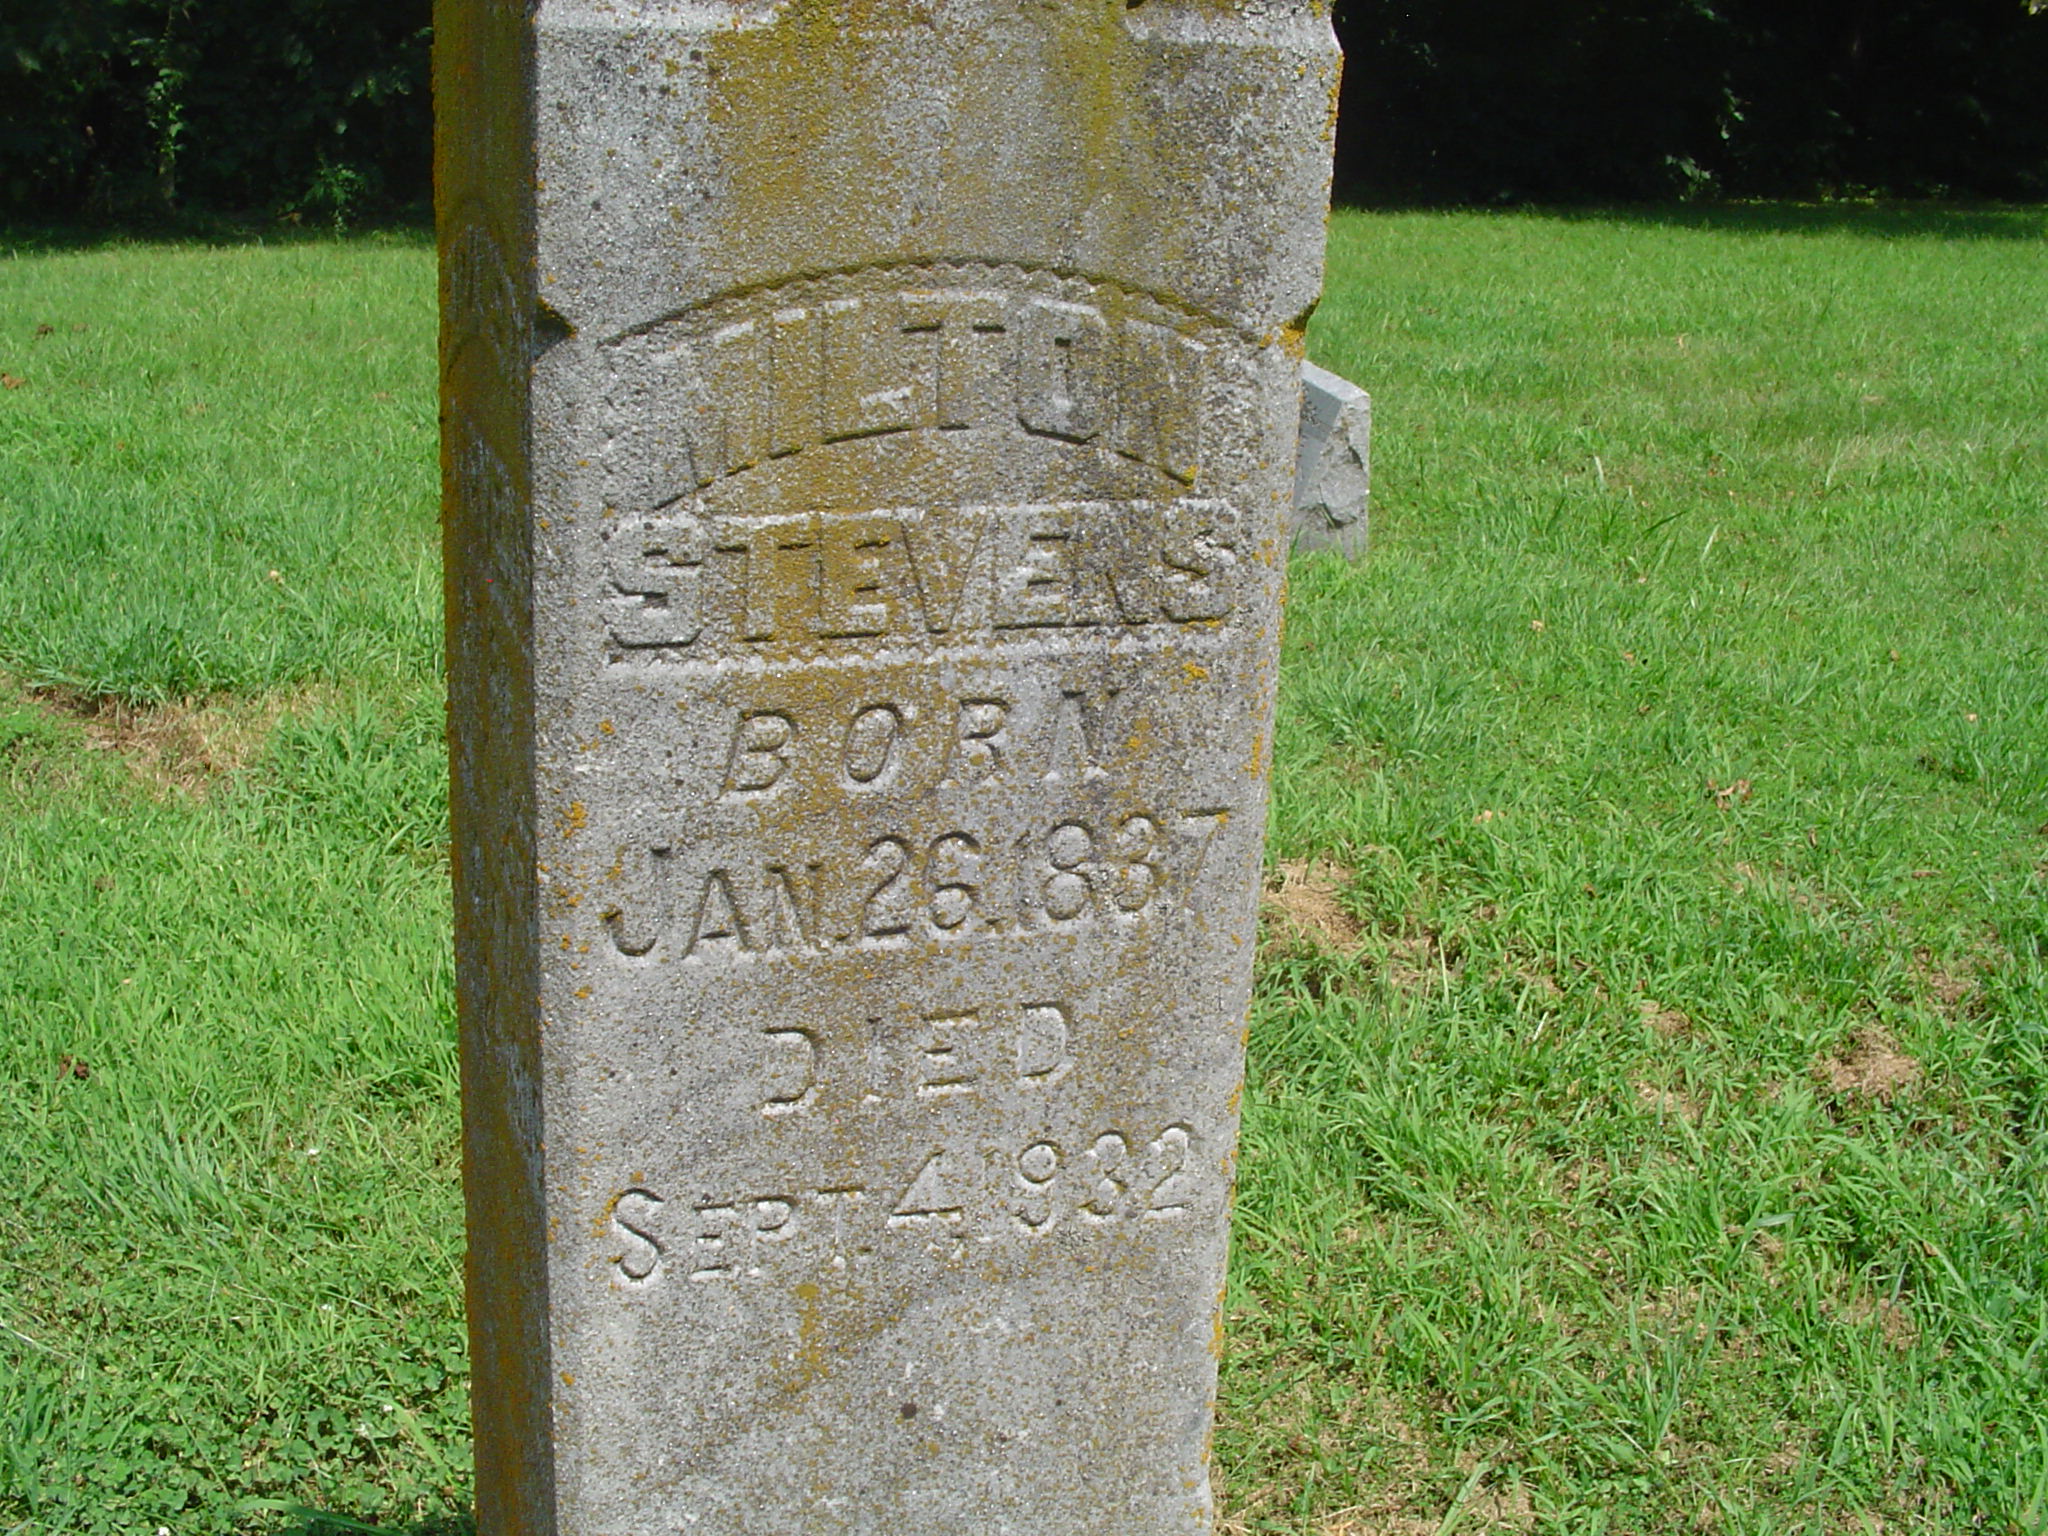 MILTON
STEVENS
BORN
JAN. 26. 1837
DIED
SEPT. 4, 1932